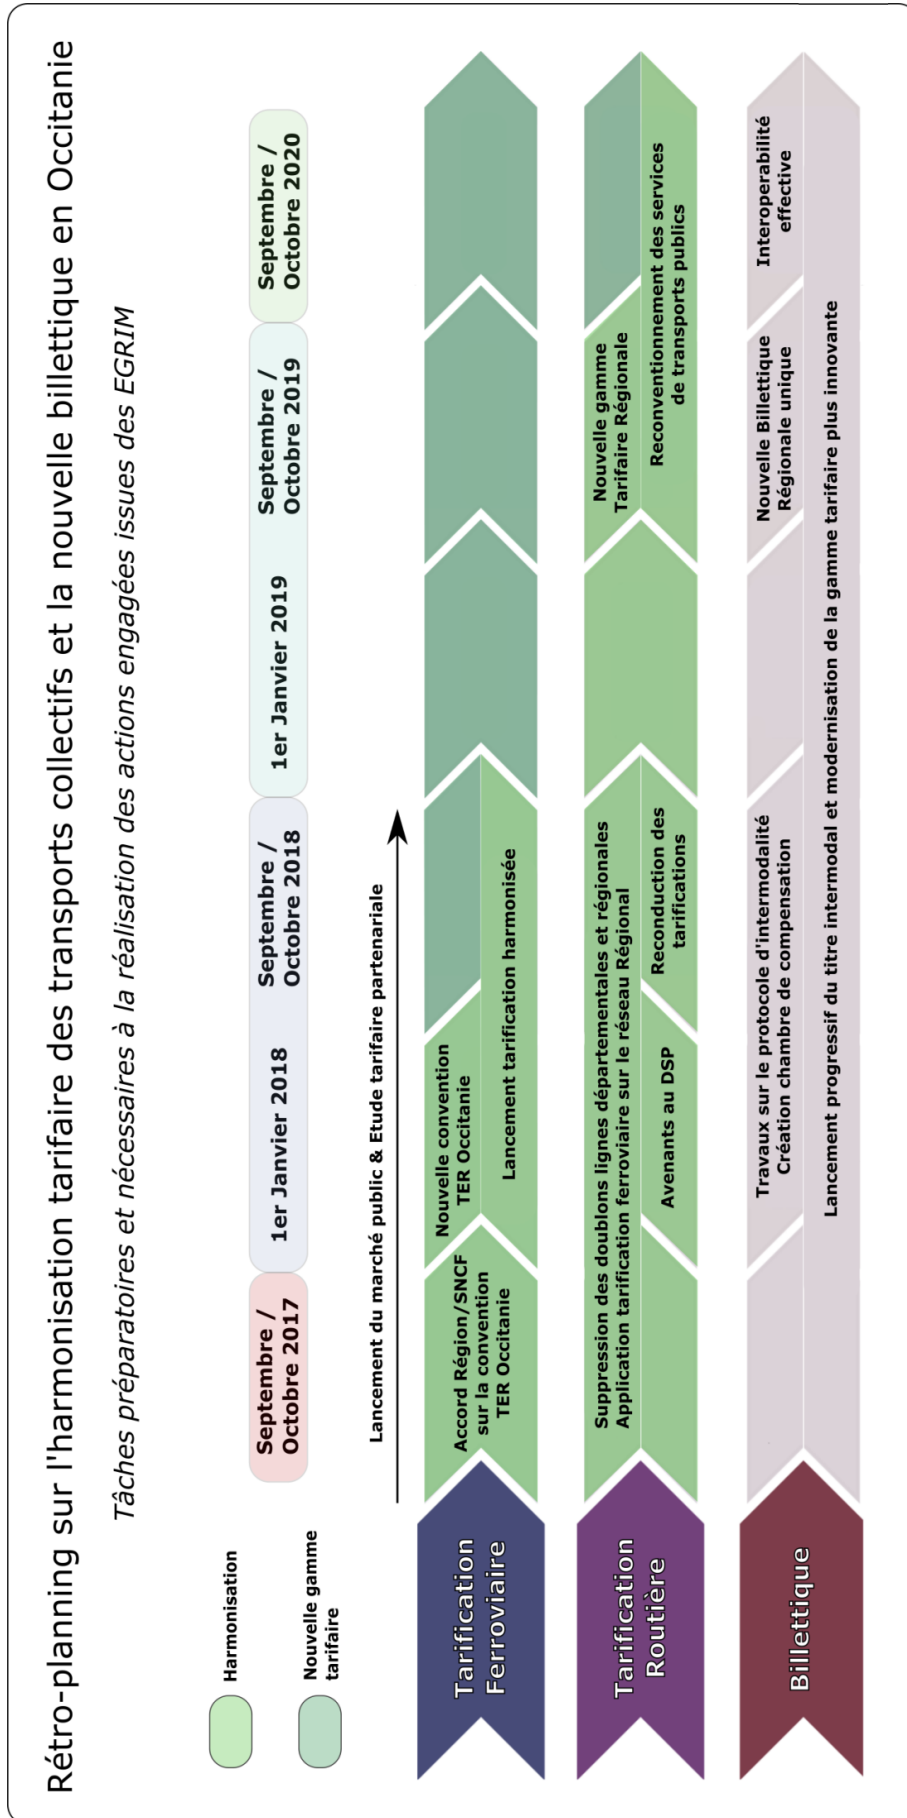 Rétro-planning sur l'harmonisation tarifaire des transports collectifs et la nouvelle billettique en Occitanie
Tâches préparatoires et nécessaires à la réalisation des actions engagées issues des EGRIM
Harmonisation
Nouvelle gamme
tarifaire
Septembre /
Octobre 2017
1er Janvier 2018
Septembre /
Octobre 2018
1er Janvier 2019
Septembre /
Octobre 2019
Septembre /
Octobre 2020
Lancement du marché public & Etude tarifaire partenariale
Tarification
Ferroviaire
Accord Région/SNCF
sur la convention
TER Occitanie
Nouvelle convention
TER Occitanie
Lancement tarification harmonisée
Tarification
Routière
Suppression des doublons lignes départementales et régionales
Application tarification ferroviaire sur le réseau Régional
Avenants au DSP
Reconduction des
tarifications
Nouvelle gamme
Tarifaire Régionale
Reconventionnement des services
de transports publics
Billettique
Travaux sur le protocole d'intermodalité
Création chambre de compensation
Nouvelle Billettique
Régionale unique
Interoperabilité
effective
Lancement progressif du titre intermodal et modernisation de la gamme tarifaire plus innovante